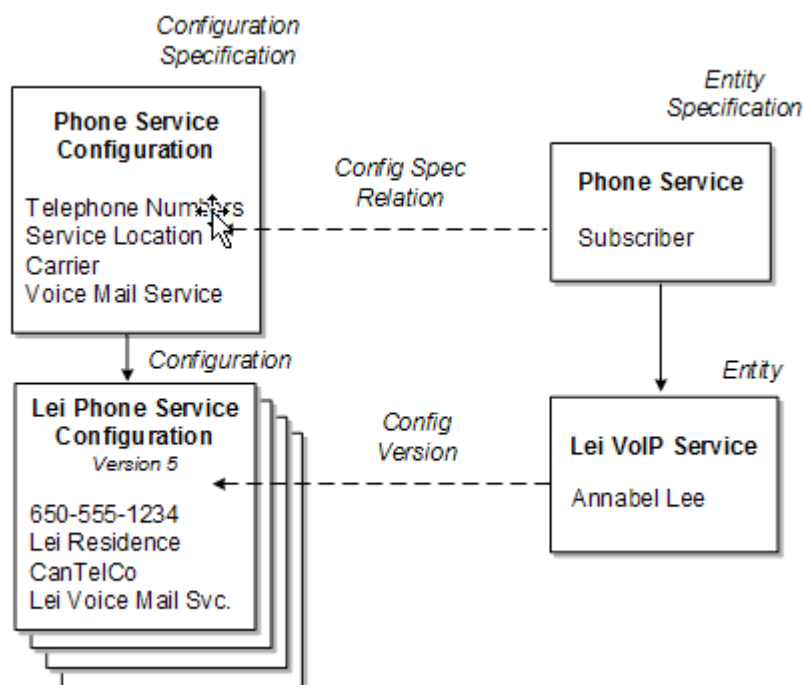 Configuration
Specification
Entity
Specification
Phone Service
Configuration
Telephone Numbers
Service Location
Carrier
Voice Mail Service
Config Spec
Relation
Phone Service
Subscriber
Configuration
Entity
Lei Phone Service
Configuration
Version 5
650-555-1234
Lei Residence
CanTelCo
Lei Voice Mail Svc.
Config
Version
Lei VoIP Service
Annabel Lee